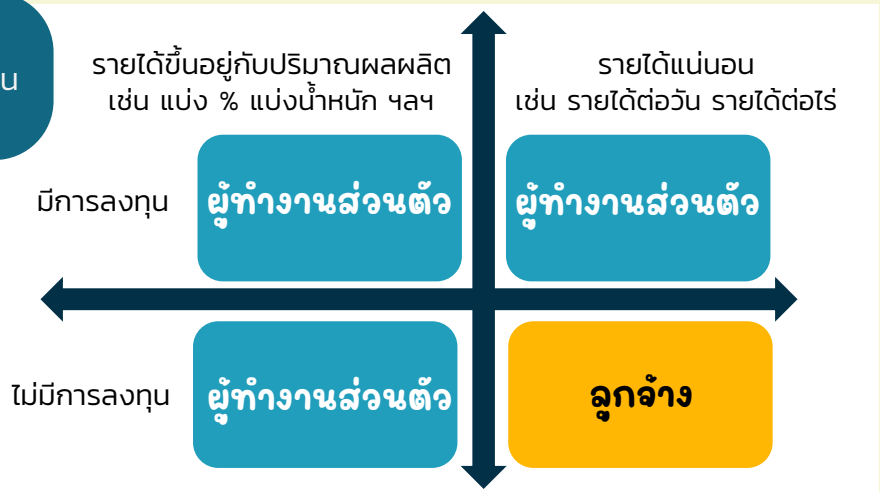 น
รายได้ขึ้นอยู่กับปริมาณผลผลิต
เช่น แบ่ง % แบ่งน้ำหนัก ฯลฯ
รายได้แน่นอน
เช่น รายได้ต่อวัน รายได้ต่อไร่
มีการลงทุน
ผู้ทำงานส่วนตัว
ผู้ทำงานส่วนตัว
ไม่มีการลงทุน
ผู้ทำงานส่วนตัว
ลูกจ้าง